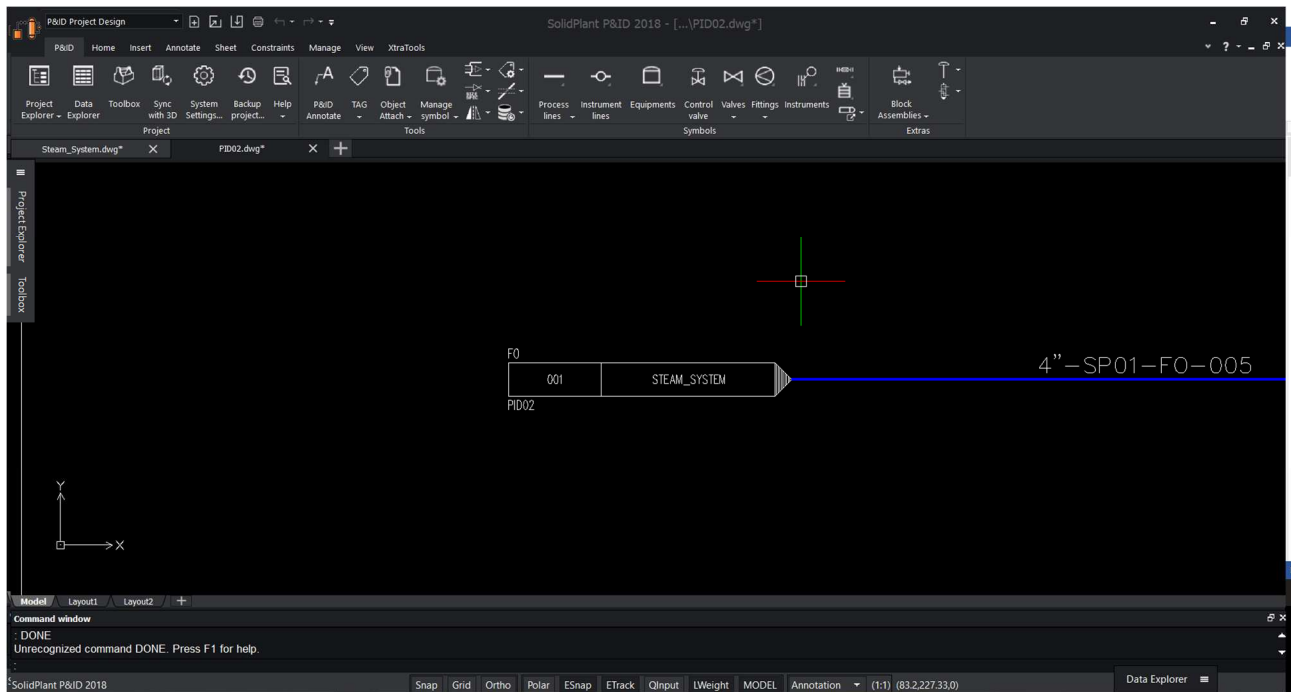 P&ID Project Design
SolidPlant P&ID 2018 - [...\PID02.dwg*]
P&ID Home Insert Annotate Sheet Constraints Manage View XtraTools
Project Explorer
Data Explorer
Toolbox
Sync with 3D
System Settings...
Backup project...
Help
P&ID Annotate
TAG
Object Attach
Manage symbol
Process lines
Instrument lines
Equipments
Control valve
Valves
Fittings
Instruments
Block Assemblies
Project
Tools
Symbols
Extras
Steam_System.dwg*
PID02.dwg*
Project Explorer
Toolbox
FO
001 STEAM_SYSTEM
PID02
4"-SP01-FO-005
Y
X
Model Layout1 Layout2
Command window
: DONE
Unrecognized command DONE. Press F1 for help.
:
SolidPlant P&ID 2018
Snap Grid Ortho Polar ESnap ETrack QInput LWeight MODEL Annotation (1:1) (83.2,227.33,0)
Data Explorer